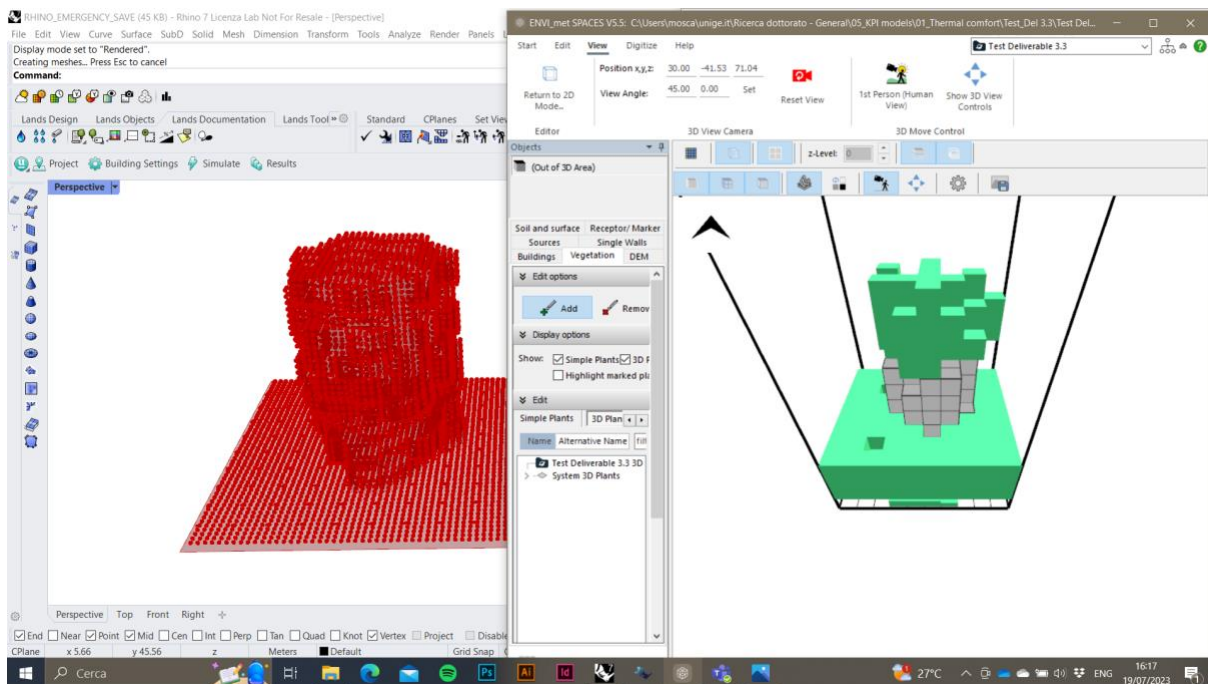 RHINO_EMERGENCY_SAVE (45 KB) - Rhino 7 Licenza Lab Not For Resale - [Perspective]
File Edit View Curve Surface SubD Solid Mesh Dimension Transform Tools Analyze Render Panels
Display mode set to "Rendered".
Creating meshes... Press Esc to cancel
Command:
Lands Design Lands Objects Lands Documentation Lands Tool Standard CPlanes Set View
Project Building Settings Simulate Results
Perspective
Perspective Top Front Right
End Near Point Mid Cen Int Perp Tan Quad Knot Vertex Project Disable
CPlane x 5.66 y 45.56 z Meters Default Grid Snap
ENVI_met SPACES V5.5: C:\Users\mosca\unige.it\Ricerca dottorato - General\05_KPI models\01_Thermal comfort\Test_Del 3.3\Test Del...
Start Edit View Digitize Help
Test Deliverable 3.3
Return to 2D Mode...
Position x,y,z: 30.00 -41.53 71.04
View Angle: 45.00 0.00 Set
Reset View
1st Person (Human View)
Show 3D View Controls
Editor 3D View Camera 3D Move Control
Objects
(Out of 3D Area)
z-Level: 0
Soil and surface Receptor/ Marker
Sources Single Walls
Buildings Vegetation DEM
Edit options
Add Remov
Display options
Show: Simple Plants 3D P
Highlight marked pla
Edit
Simple Plants 3D Plan
Name Alternative Name filt
Test Deliverable 3.3 3D
System 3D Plants
Cerca
27°C ENG 16:17
19/07/2023